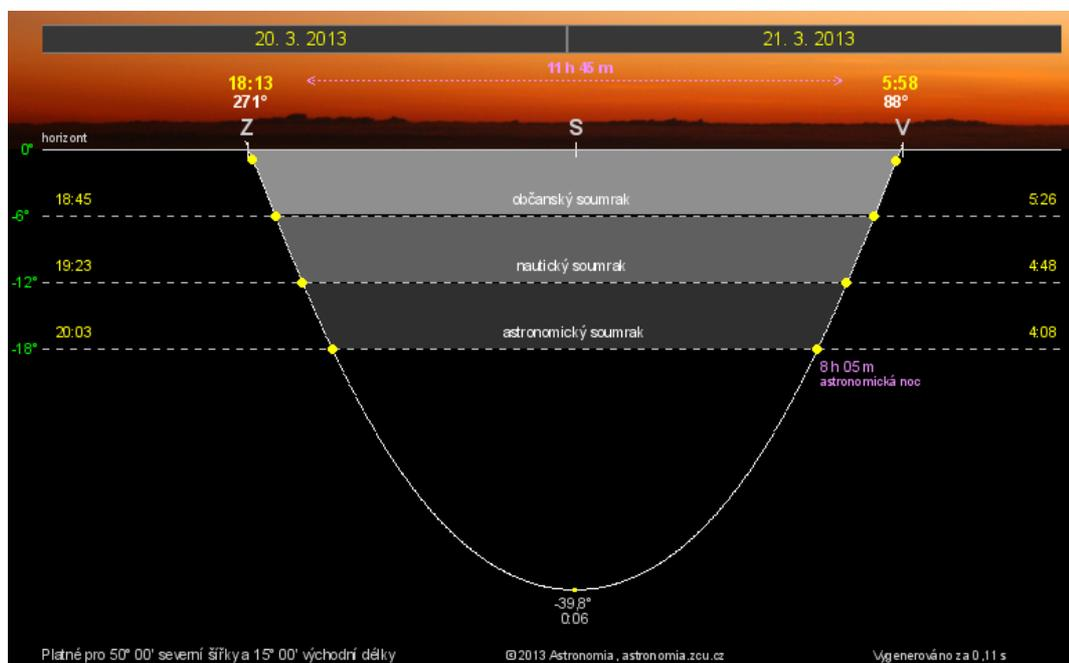 20. 3. 2013 21. 3. 2013
11 h 45 m
18:13 5:58
271° 88°
Z S V
horizont
0°
18:45 občanský soumrak 5:26
-6°
19:23 nautický soumrak 4:48
-12°
20:03 astronomický soumrak 4:08
-18°
8 h 05 m
astronomická noc
-39,8°
0:06
Platné pro 50° 00' severní šířky a 15° 00' východní délky ©2013 Astronomia, astronomia.zcu.cz Vygenerováno za 0,11 s